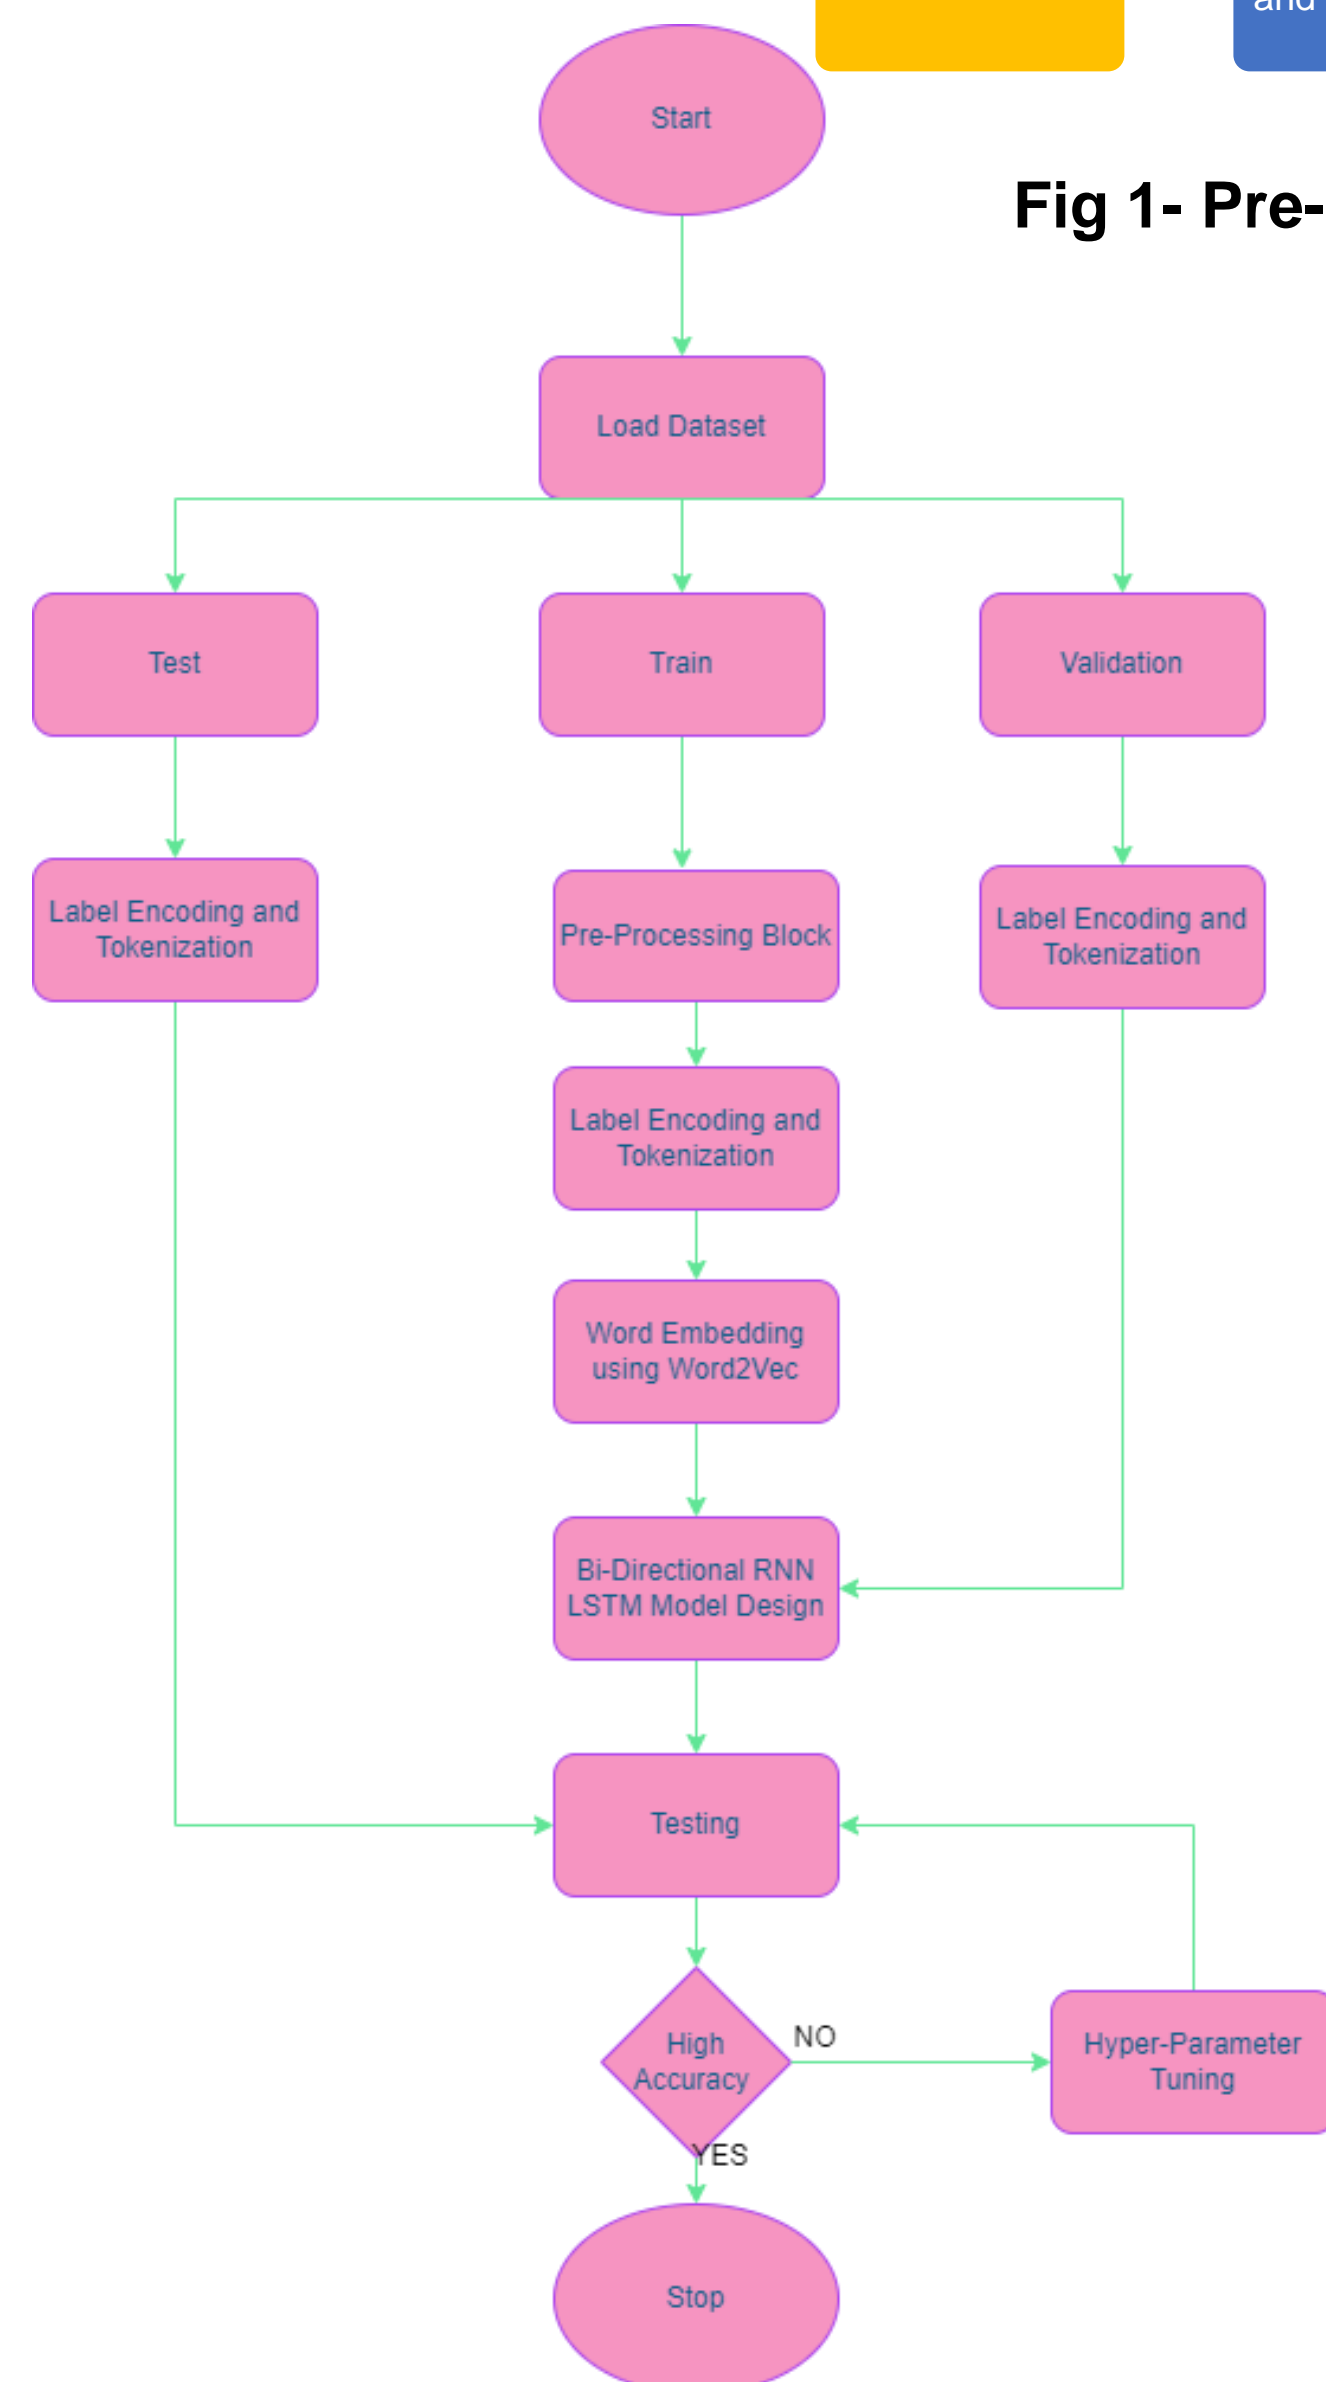 and
Start
Fig 1- Pre-
Load Dataset
Test
Train
Validation
Label Encoding and
Tokenization
Pre-Processing Block
Label Encoding and
Tokenization
Label Encoding and
Tokenization
Word Embedding
using Word2Vec
Bi-Directional RNN
LSTM Model Design
Testing
High
Accuracy
NO
Hyper-Parameter
Tuning
YES
Stop